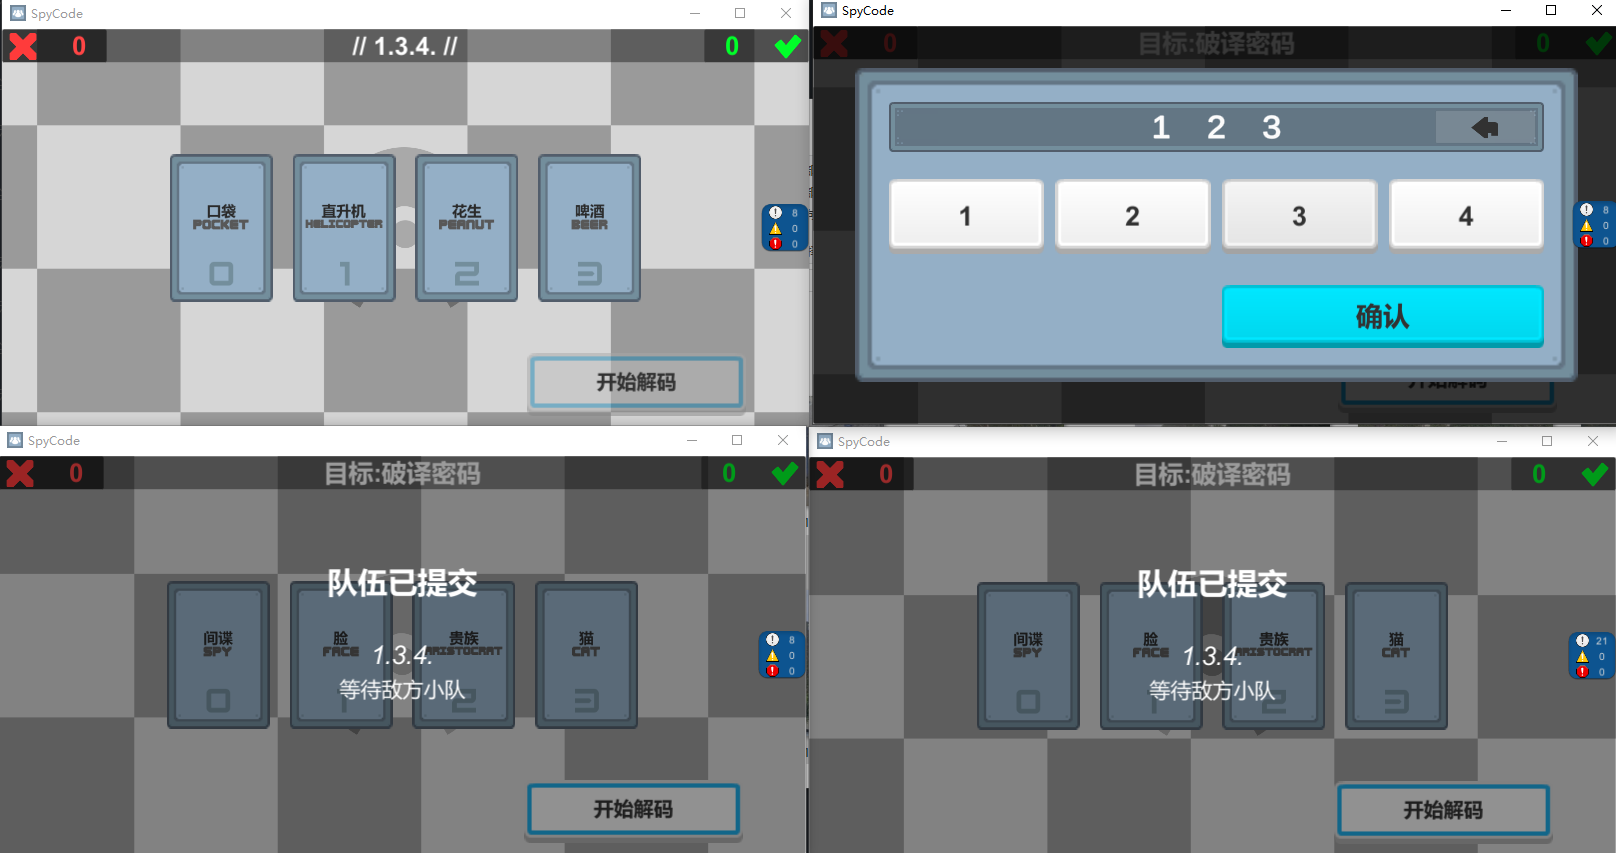 SpyCode
0
// 1.3.4. //
0
口袋
POCKET
0
直升机
HELICOPTER
1
花生
PEANUT
2
啤酒
BEER
3
8
0
0
开始解码
SpyCode
0
目标:破译密码
0
1 2 3
1
2
3
4
确认
8
0
0
开始解码
SpyCode
0
目标:破译密码
0
队伍已提交
间谍
SPY
0
脸
FACE
1
贵族
ARISTOCRAT
2
猫
CAT
3
1.3.4.
等待敌方小队
8
0
0
开始解码
SpyCode
0
目标:破译密码
0
队伍已提交
间谍
SPY
0
脸
FACE
1
贵族
ARISTOCRAT
2
猫
CAT
3
1.3.4.
等待敌方小队
21
0
0
开始解码